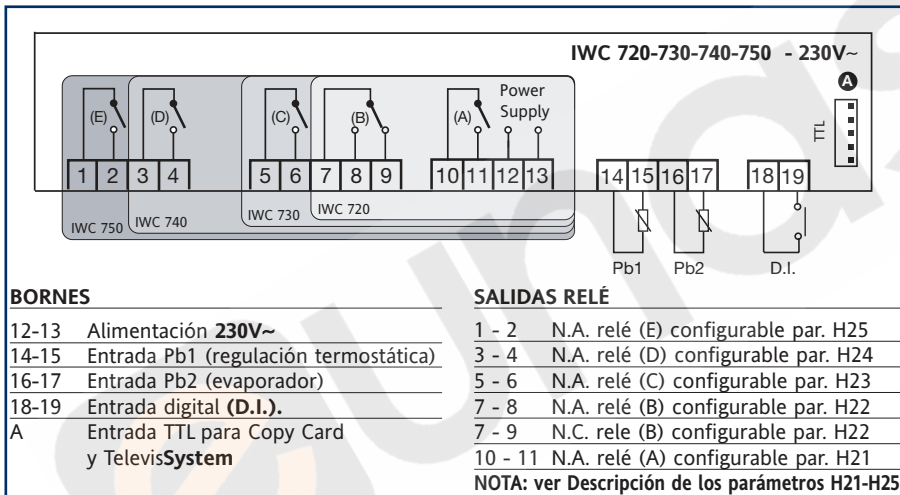 IWC 720-730-740-750 - 230V~
A
Power
Supply
(E)
(D)
(C)
(B)
(A)
TTL
1 2 3 4 5 6 7 8 9 10 11 12 13 14 15 16 17 18 19
IWC 750
IWC 740
IWC 730
IWC 720
Pb1
Pb2
D.I.
BORNES
12-13 Alimentación 230V~
14-15 Entrada Pb1 (regulación termostática)
16-17 Entrada Pb2 (evaporador)
18-19 Entrada digital (D.I.).
A Entrada TTL para Copy Card
y TelevisSystem
SALIDAS RELÉ
1 - 2 N.A. relé (E) configurable par. H25
3 - 4 N.A. relé (D) configurable par. H24
5 - 6 N.A. relé (C) configurable par. H23
7 - 8 N.A. relé (B) configurable par. H22
7 - 9 N.C. rele (B) configurable par. H22
10 - 11 N.A. relé (A) configurable par. H21
NOTA: ver Descripción de los parámetros H21-H25